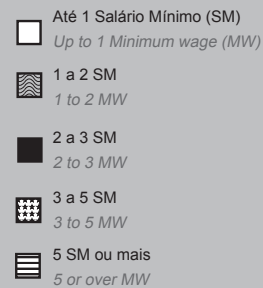 Até 1 Salário Mínimo (SM)
Up to 1 Minimum wage (MW)
1 a 2 SM
1 to 2 MW
2 a 3 SM
2 to 3 MW
3 a 5 SM
3 to 5 MW
5 SM ou mais
5 or over MW